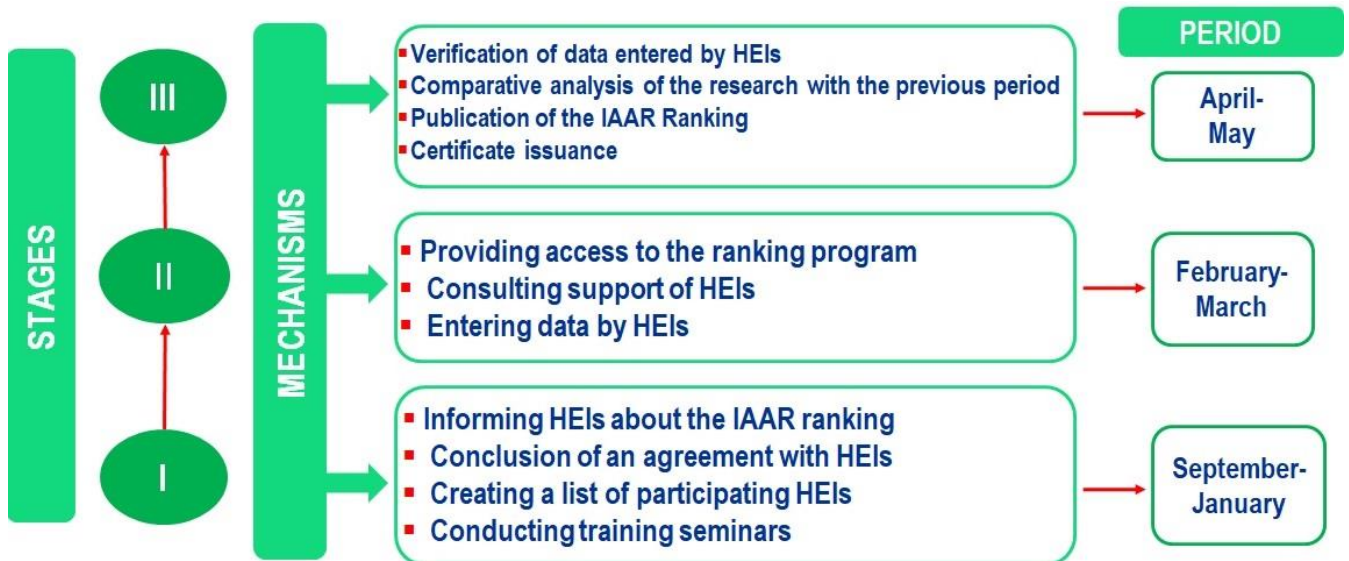 PERIOD
STAGES
MECHANISMS
III
▪Verification of data entered by HEIs
▪Comparative analysis of the research with the previous period
▪Publication of the IAAR Ranking
▪Certificate issuance
April-
May
II
▪ Providing access to the ranking program
▪ Consulting support of HEIs
▪ Entering data by HEIs
February-
March
I
▪ Informing HEIs about the IAAR ranking
▪ Conclusion of an agreement with HEIs
▪ Creating a list of participating HEIs
▪ Conducting training seminars
September-
January